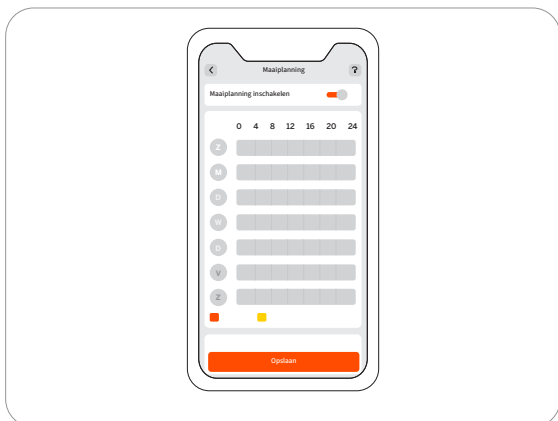 Maaiplanning ?
Maaiplanning inschakelen
0 4 8 12 16 20 24
Z
M
D
W
D
V
Z
Opslaan